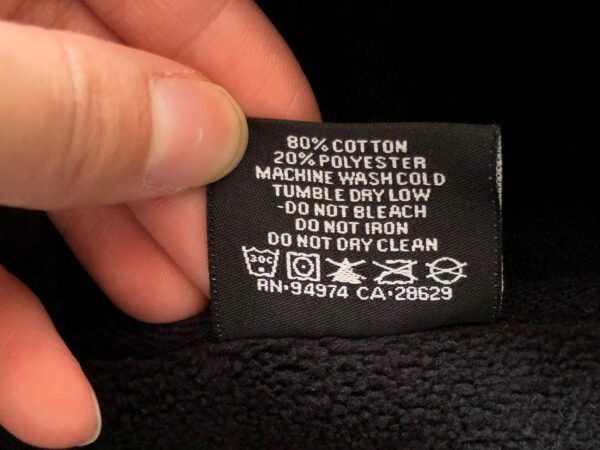 80% COTTON
20% POLYESTER
MACHINE WASH COLD
TUMBLE DRY LOW
-DO NOT BLEACH
DO NOT IRON
DO NOT DRY CLEAN
30C
RN·94974 CA·28629